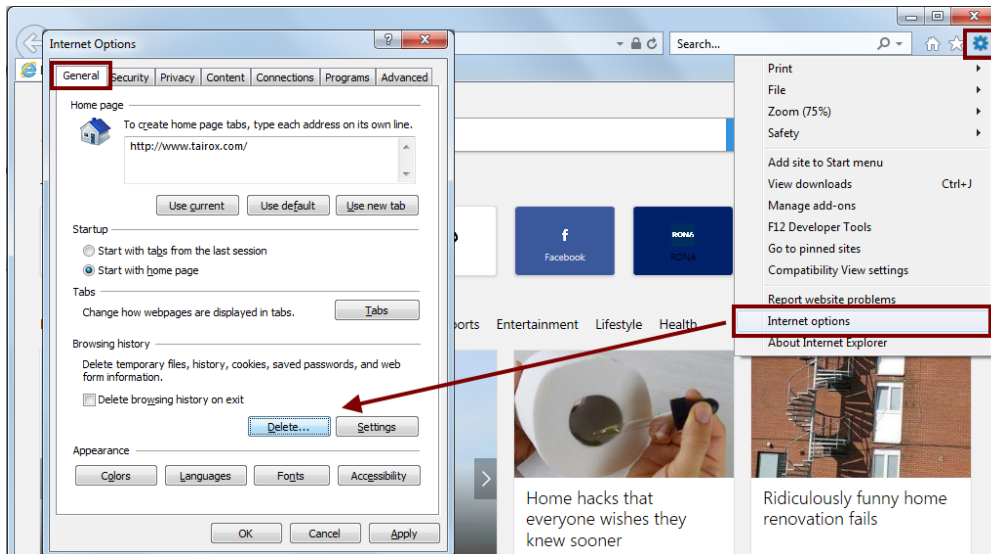 Internet Options
Search...
General Security Privacy Content Connections Programs Advanced
Home page
To create home page tabs, type each address on its own line.
http://www.tairox.com/
Use current Use default Use new tab
Startup
Start with tabs from the last session
Start with home page
Tabs
Change how webpages are displayed in tabs.
Tabs
Browsing history
Delete temporary files, history, cookies, saved passwords, and web
form information.
Delete browsing history on exit
Delete... Settings
Appearance
Colors Languages Fonts Accessibility
OK Cancel Apply
Print
File
Zoom (75%)
Safety
Add site to Start menu
View downloads Ctrl+J
Manage add-ons
F12 Developer Tools
Go to pinned sites
Compatibility View settings
Report website problems
Internet options
About Internet Explorer
f
Facebook
RONA
RONA
Entertainment Lifestyle Health
Home hacks that
everyone wishes they
knew sooner
Ridiculously funny home
renovation fails